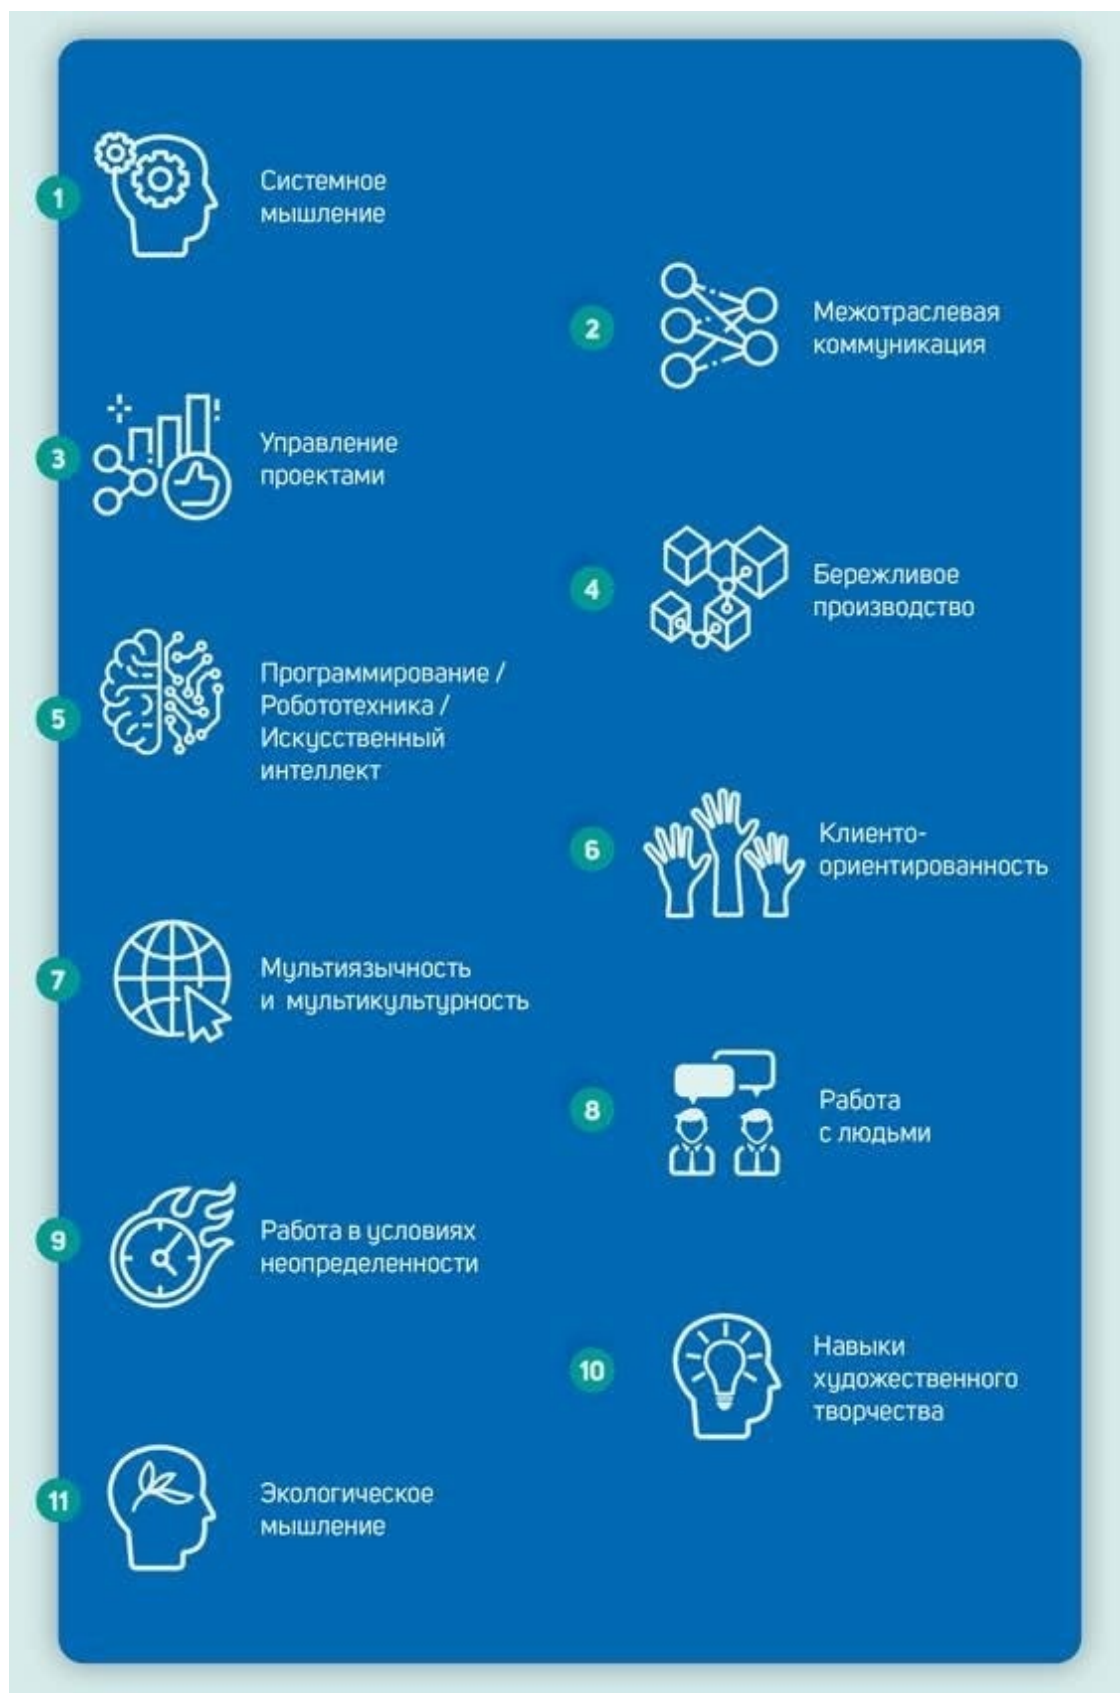 1
Системное
мышление
2
Межотраслевая
коммуникация
3
Управление
проектами
4
Бережливое
производство
5
Программирование /
Робототехника /
Искусственный
интеллект
6
Клиенто-
ориентированность
7
Мультиязычность
и мультикультурность
8
Работа
с людьми
9
Работа в условиях
неопределенности
10
Навыки
художественного
творчества
11
Экологическое
мышление